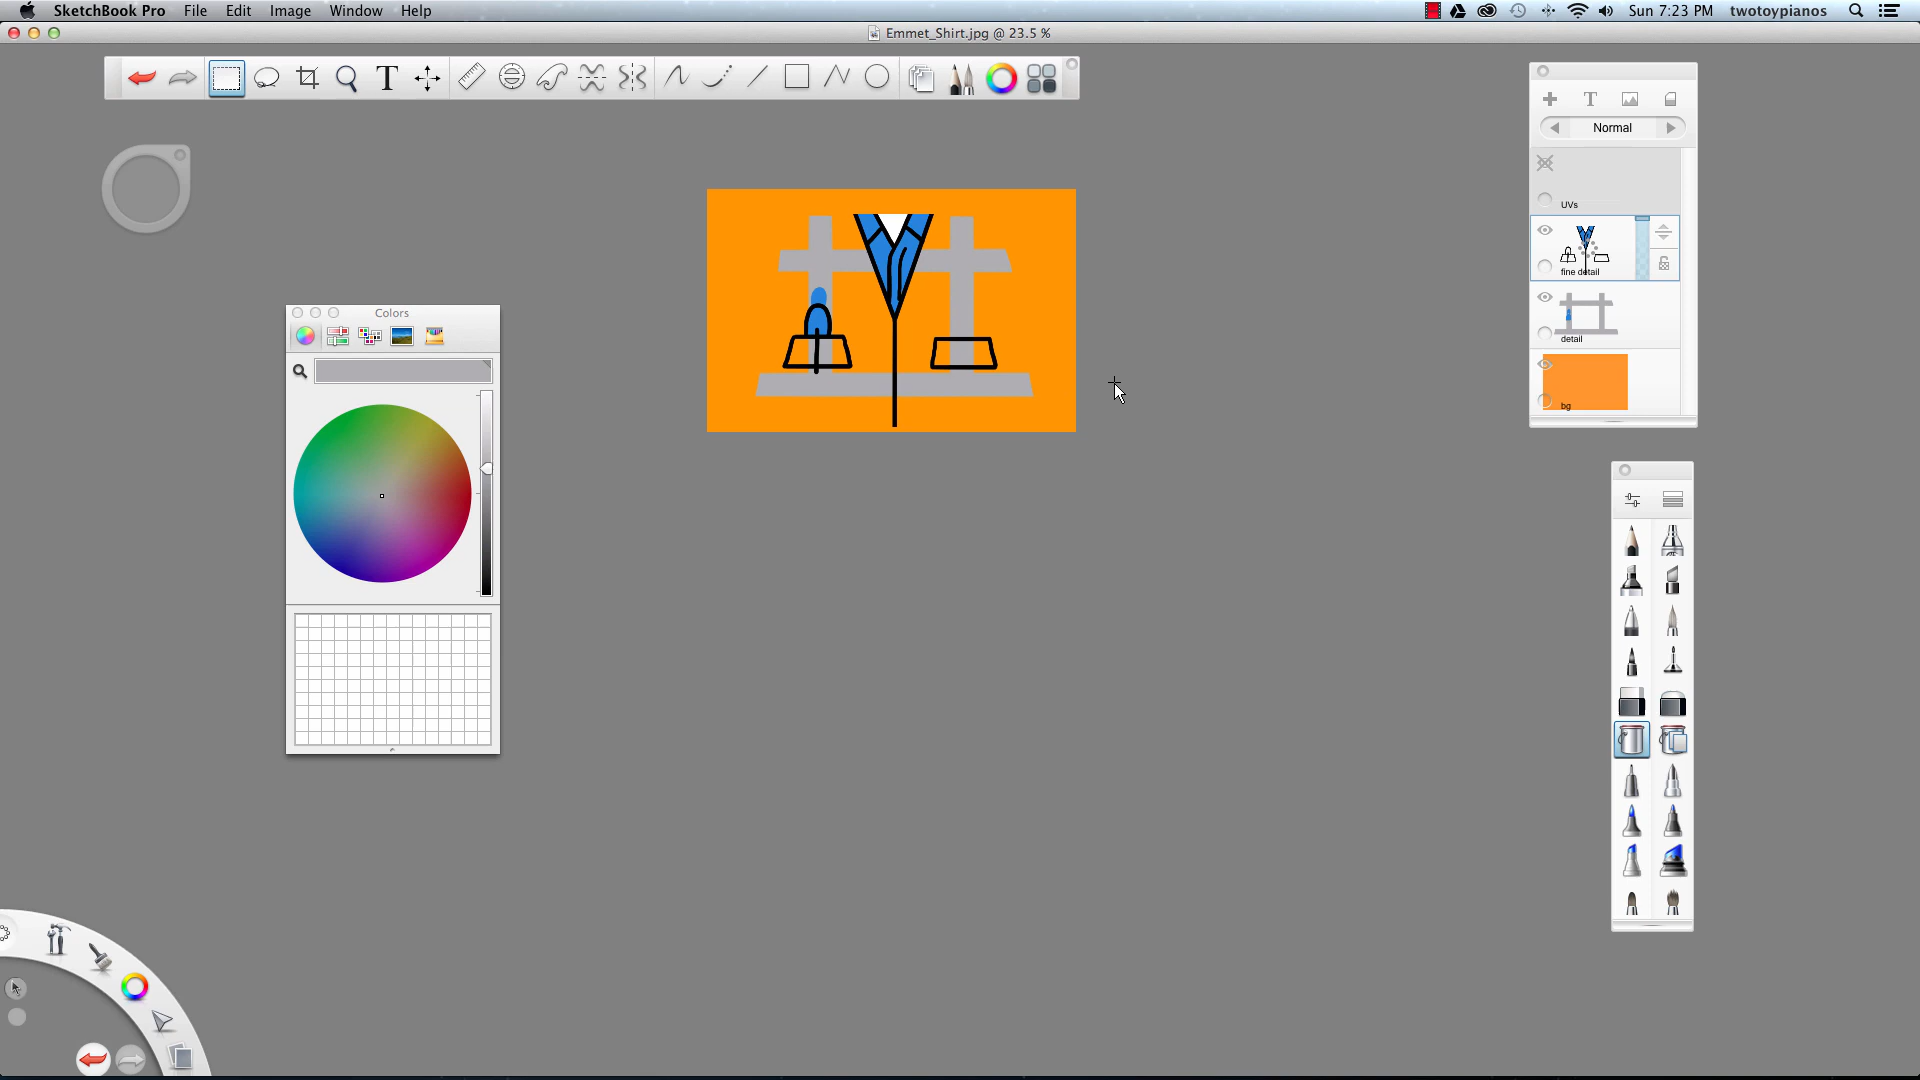 SketchBook Pro File Edit Image Window Help Sun 7:23 PM twotoypianos
Emmet_Shirt.jpg @ 23.5 %
T
T
Normal
UVs
fine detail
detail
bg
Colors